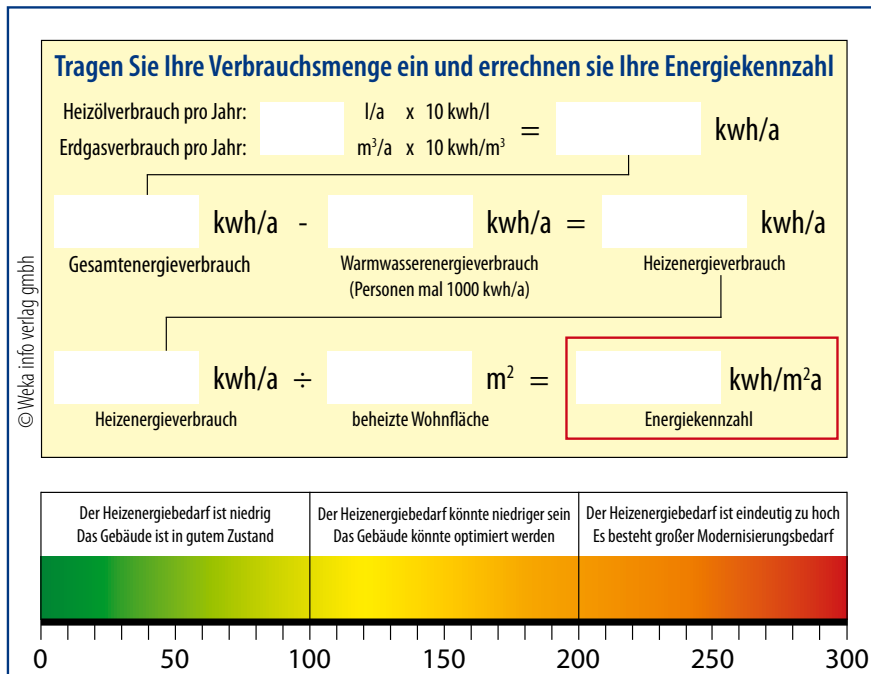 Tragen Sie Ihre Verbrauchsmenge ein und errechnen sie Ihre Energiekennzahl
Heizölverbrauch pro Jahr: l/a x 10 kwh/l
Erdgasverbrauch pro Jahr: m³/a x 10 kwh/m³ = kwh/a
kwh/a - kwh/a = kwh/a
Gesamtenergieverbrauch Warmwasserenergieverbrauch Heizenergieverbrauch
(Personen mal 1000 kwh/a)
kwh/a ÷ m² = kwh/m²a
Heizenergieverbrauch beheizte Wohnfläche Energiekennzahl
© Weka info verlag gmbh
Der Heizenergiebedarf ist niedrig
Das Gebäude ist in gutem Zustand
Der Heizenergiebedarf könnte niedriger sein
Das Gebäude könnte optimiert werden
Der Heizenergiebedarf ist eindeutig zu hoch
Es besteht großer Modernisierungsbedarf
0 50 100 150 200 250 300